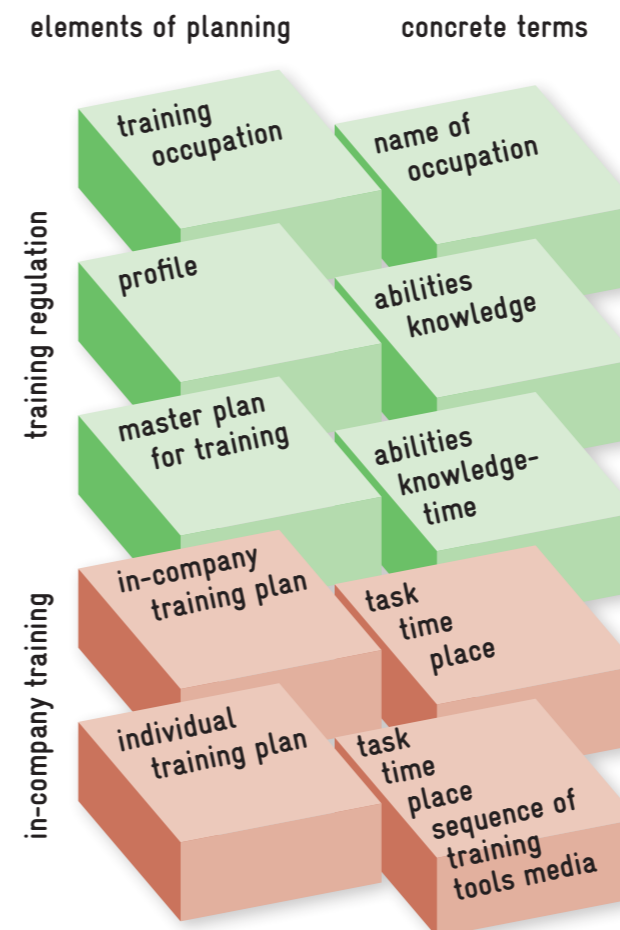 elements of planning
concrete terms
training regulation
training
occupation
name of
occupation
profile
abilities
knowledge
master plan
for training
abilities
knowledge-
time
in-company training
in-company
training plan
task
time
place
individual
training plan
task
time
place
sequence of
training
tools media